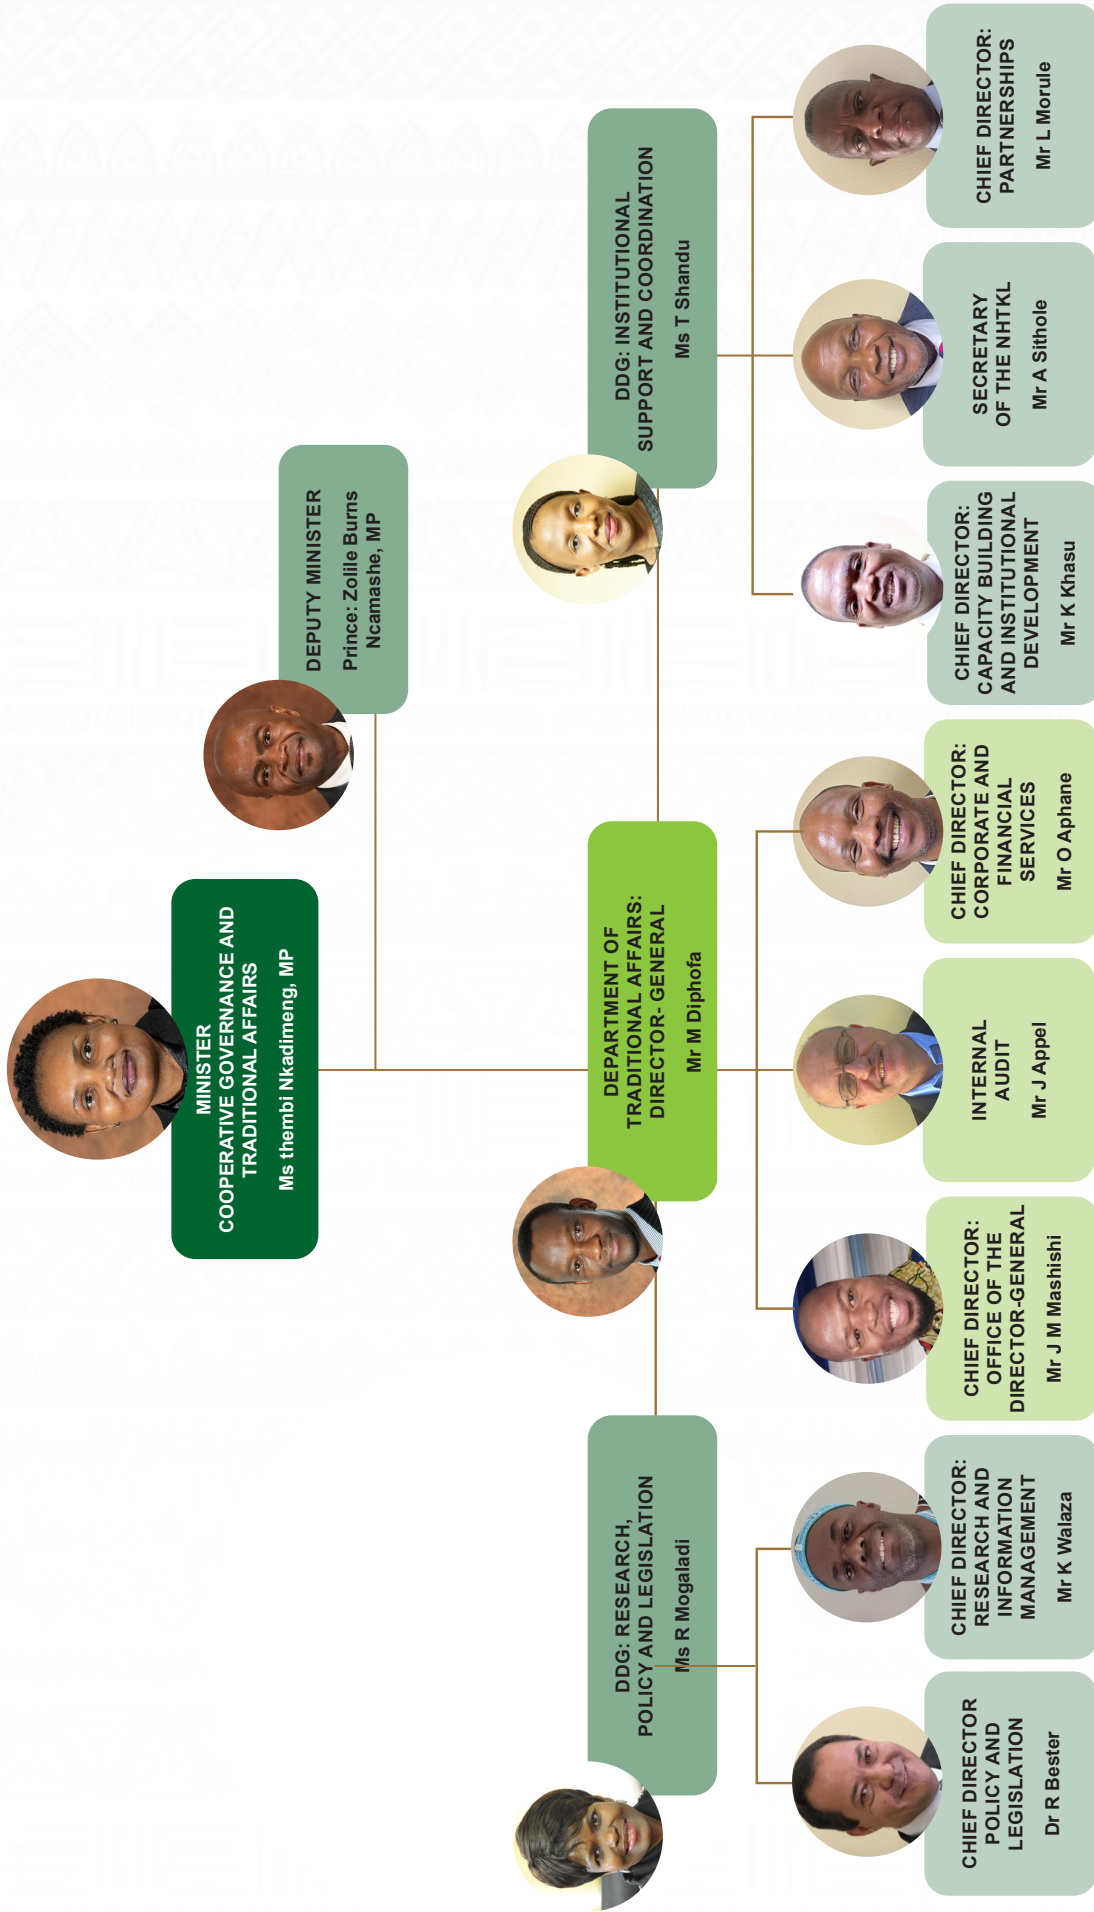 MINISTER
COOPERATIVE GOVERNANCE AND
TRADITIONAL AFFAIRS
Ms thembi Nkadimeng, MP
DEPUTY MINISTER
Prince: Zolile Burns
Ncamashe, MP
DDG: RESEARCH,
POLICY AND LEGISLATION
Ms R Mogaladi
DEPARTMENT OF
TRADITIONAL AFFAIRS:
DIRECTOR- GENERAL
Mr M Diphofa
DDG: INSTITUTIONAL
SUPPORT AND COORDINATION
Ms T Shandu
CHIEF DIRECTOR
POLICY AND
LEGISLATION
Dr R Bester
CHIEF DIRECTOR:
RESEARCH AND
INFORMATION
MANAGEMENT
Mr K Walaza
CHIEF DIRECTOR:
OFFICE OF THE
DIRECTOR-GENERAL
Mr J M Mashishi
INTERNAL
AUDIT
Mr J Appel
CHIEF DIRECTOR:
CORPORATE AND
FINANCIAL
SERVICES
Mr O Aphane
CHIEF DIRECTOR:
CAPACITY BUILDING
AND INSTITUTIONAL
DEVELOPMENT
Mr K Khasu
SECRETARY
OF THE NHTKL
Mr A Sithole
CHIEF DIRECTOR:
PARTNERSHIPS
Mr L Morule